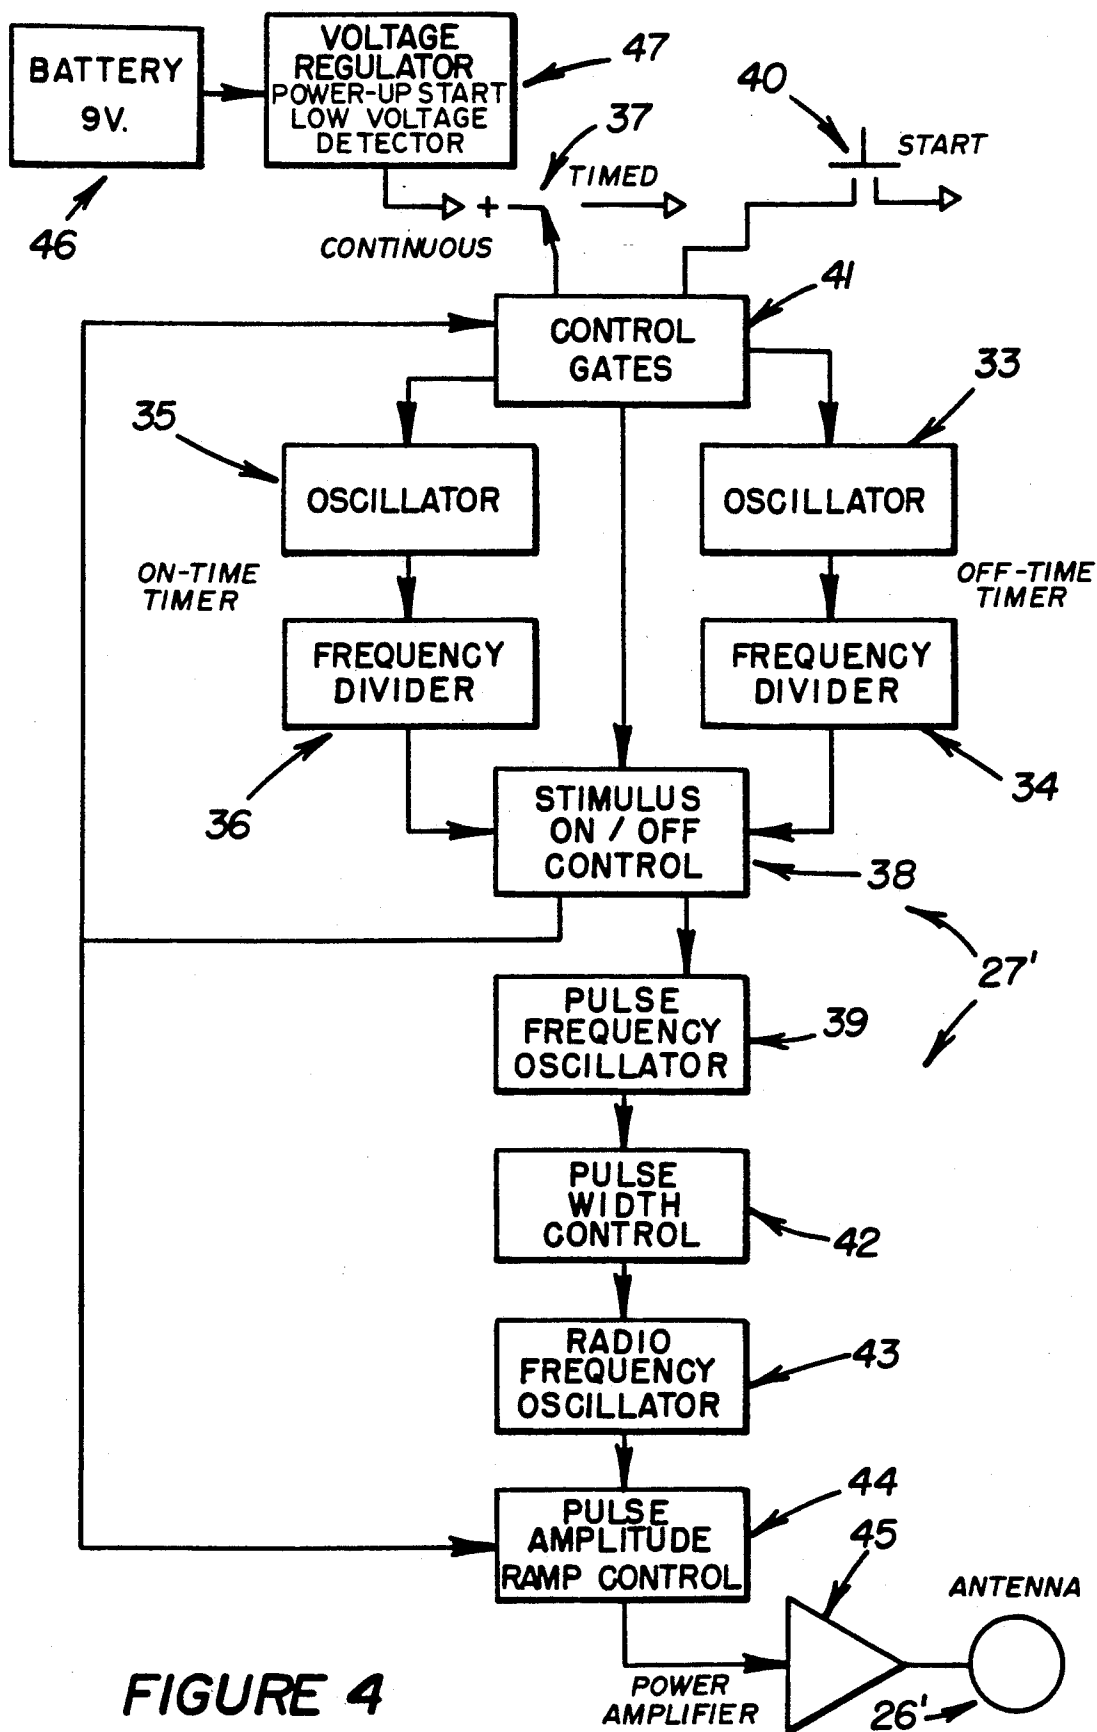 BATTERY
9V.
VOLTAGE
REGULATOR
POWER-UP START
LOW VOLTAGE
DETECTOR
47
37
40
START
TIMED
+
CONTINUOUS
46
41
CONTROL
GATES
33
35
OSCILLATOR
OSCILLATOR
ON-TIME
TIMER
OFF-TIME
TIMER
FREQUENCY
DIVIDER
FREQUENCY
DIVIDER
36
34
STIMULUS
ON / OFF
CONTROL
38
27'
PULSE
FREQUENCY
OSCILLATOR
39
PULSE
WIDTH
CONTROL
42
RADIO
FREQUENCY
OSCILLATOR
43
PULSE
AMPLITUDE
RAMP CONTROL
44
45
ANTENNA
POWER
AMPLIFIER
26'
FIGURE 4